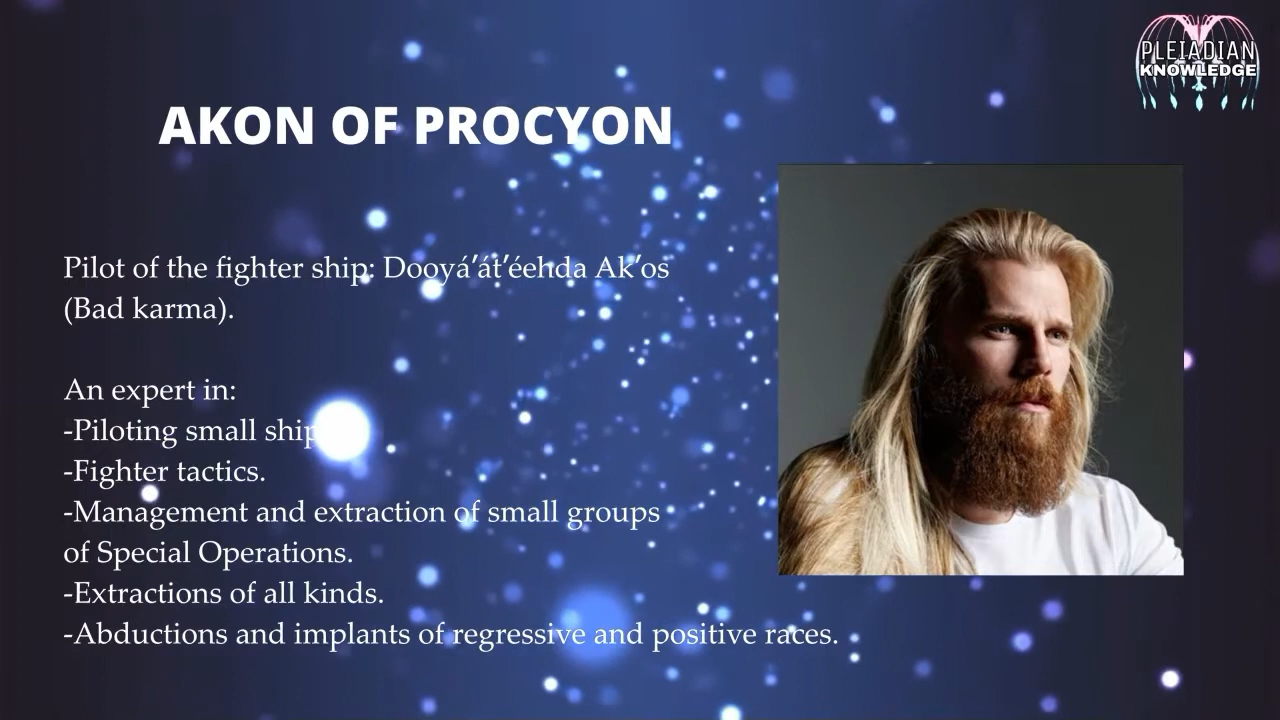 PLEIADIAN
KNOWLEDGE
AKON OF PROCYON
Pilot of the fighter ship: Dooyá′át′éehda Ak′os
(Bad karma).
An expert in:
-Piloting small ship
-Fighter tactics.
-Management and extraction of small groups
of Special Operations.
-Extractions of all kinds.
-Abductions and implants of regressive and positive races.